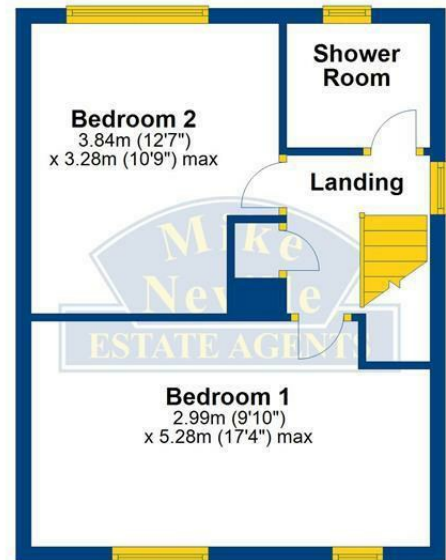 Shower
Room
Bedroom 2
3.84m (12'7")
x 3.28m (10'9") max
Landing
Mike
Neville
ESTATE AGENTS
Bedroom 1
2.99m (9'10")
x 5.28m (17'4") max